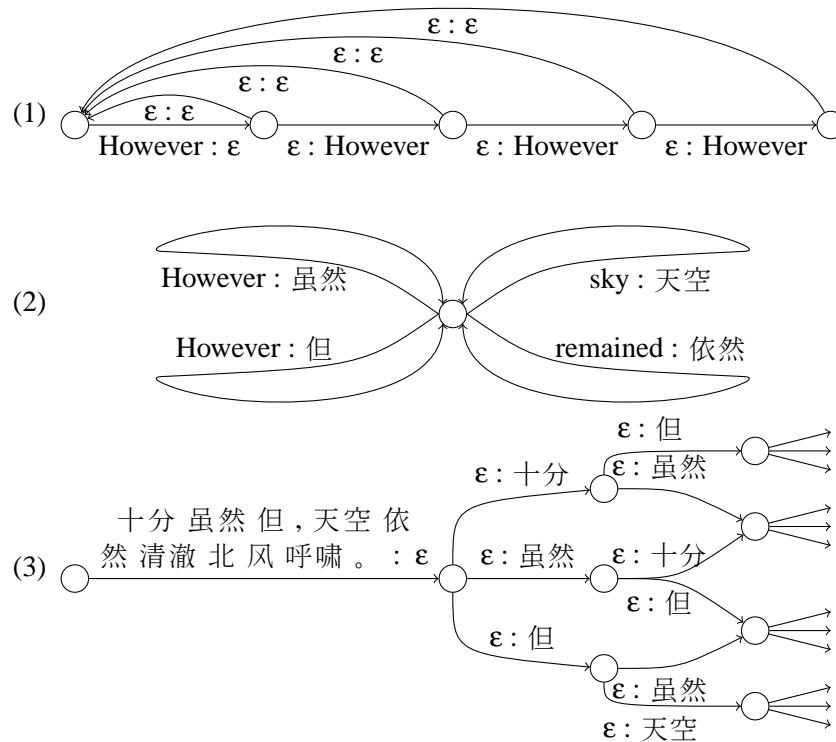 ε : ε
ε : ε
ε : ε
(1) ε : ε
However : ε ε : However ε : However ε : However
However : 虽然 sky : 天空
(2)
However : 但 remained : 依然
ε : 但
ε : 十分 ε : 虽然
十分 虽然 但 , 天空 依
然 清澈 北 风 呼啸 。 : ε ε : 虽然 ε : 十分
(3)
ε : 但
ε : 但
ε : 虽然
ε : 天空